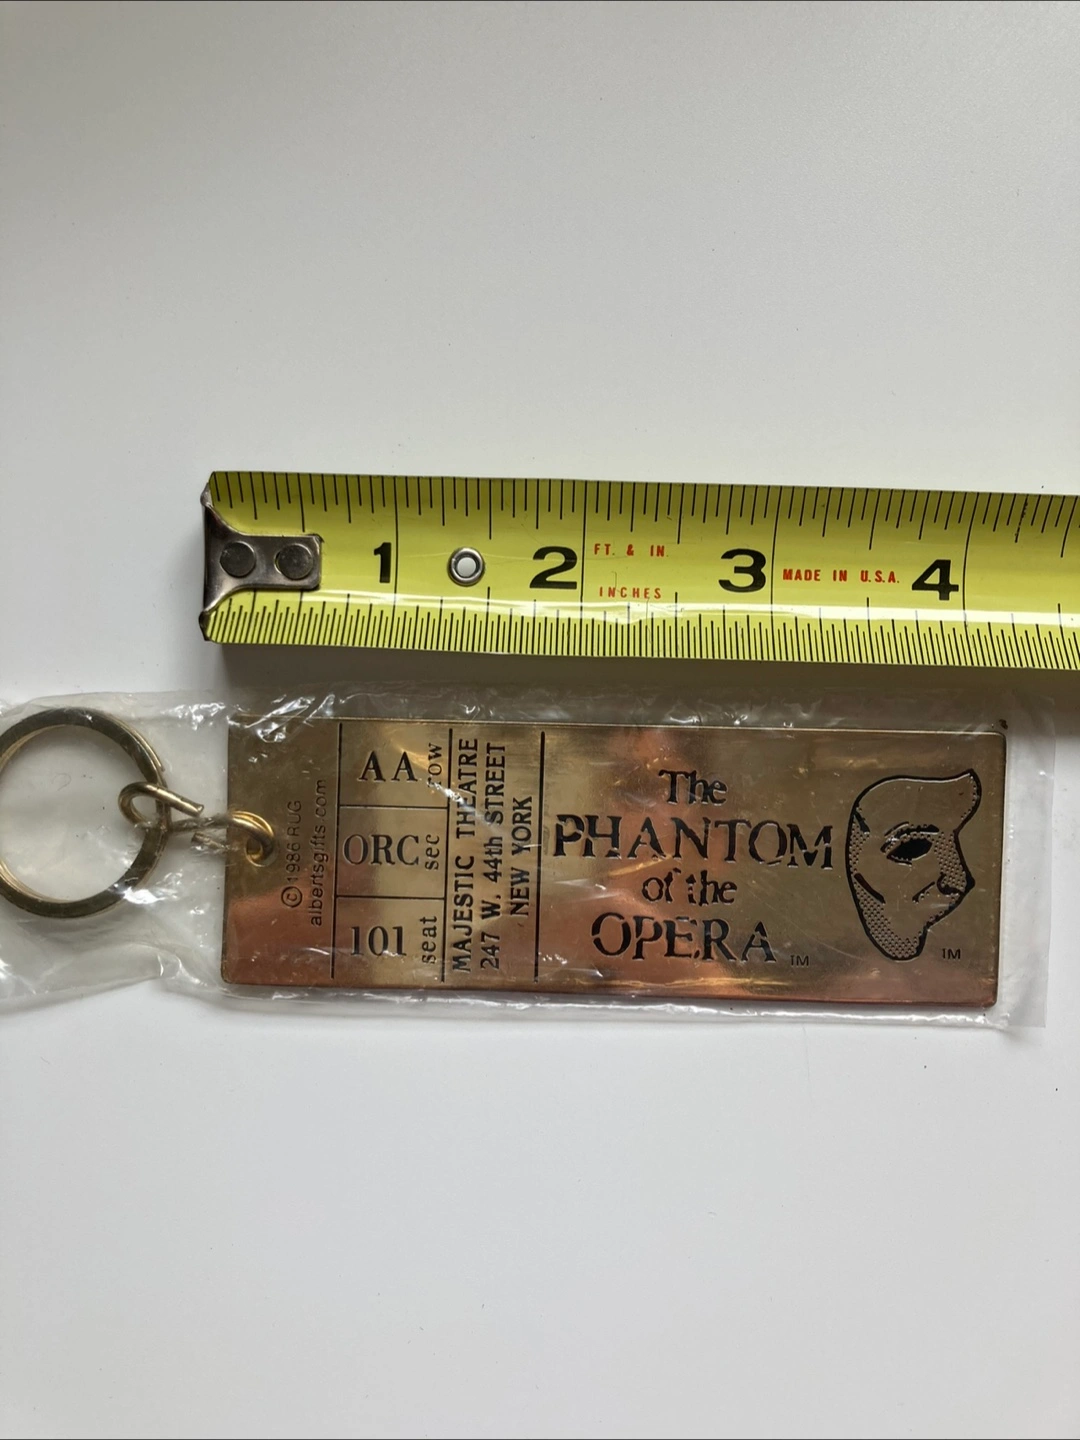 1 2 3 4
FT. & IN.
INCHES
MADE IN U.S.A.
© 1986 RUG
albertsgifts.com
AA row
ORC sec
101 seat
MAJESTIC THEATRE
247 W. 44th STREET
NEW YORK
The
PHANTOM
of the
OPERA TM
TM